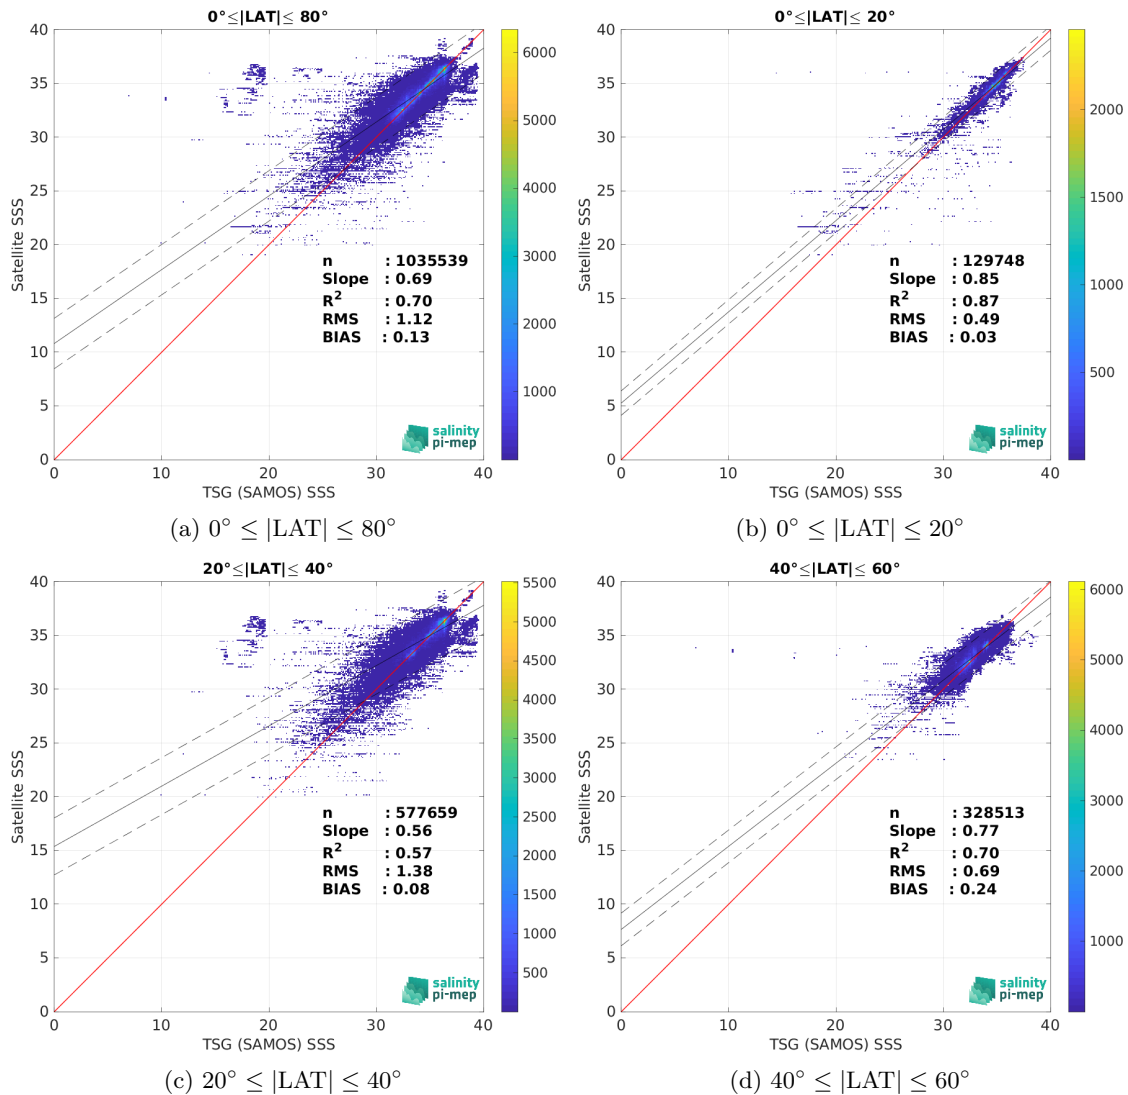 0°≤|LAT|≤ 80°
40
35
30
25
20
15
10
5
0
Satellite SSS
0
10
20
30
40
TSG (SAMOS) SSS
n : 1035539
Slope : 0.69
R² : 0.70
RMS : 1.12
BIAS : 0.13
salinity
pi-mep
6000
5000
4000
3000
2000
1000
(a) 0° ≤ |LAT| ≤ 80°
0°≤|LAT|≤ 20°
40
35
30
25
20
15
10
5
0
Satellite SSS
0
10
20
30
40
TSG (SAMOS) SSS
n : 129748
Slope : 0.85
R² : 0.87
RMS : 0.49
BIAS : 0.03
salinity
pi-mep
2000
1500
1000
500
(b) 0° ≤ |LAT| ≤ 20°
20°≤|LAT|≤ 40°
40
35
30
25
20
15
10
5
0
Satellite SSS
0
10
20
30
40
TSG (SAMOS) SSS
n : 577659
Slope : 0.56
R² : 0.57
RMS : 1.38
BIAS : 0.08
salinity
pi-mep
5500
5000
4500
4000
3500
3000
2500
2000
1500
1000
500
(c) 20° ≤ |LAT| ≤ 40°
40°≤|LAT|≤ 60°
40
35
30
25
20
15
10
5
0
Satellite SSS
0
10
20
30
40
TSG (SAMOS) SSS
n : 328513
Slope : 0.77
R² : 0.70
RMS : 0.69
BIAS : 0.24
salinity
pi-mep
6000
5000
4000
3000
2000
1000
(d) 40° ≤ |LAT| ≤ 60°